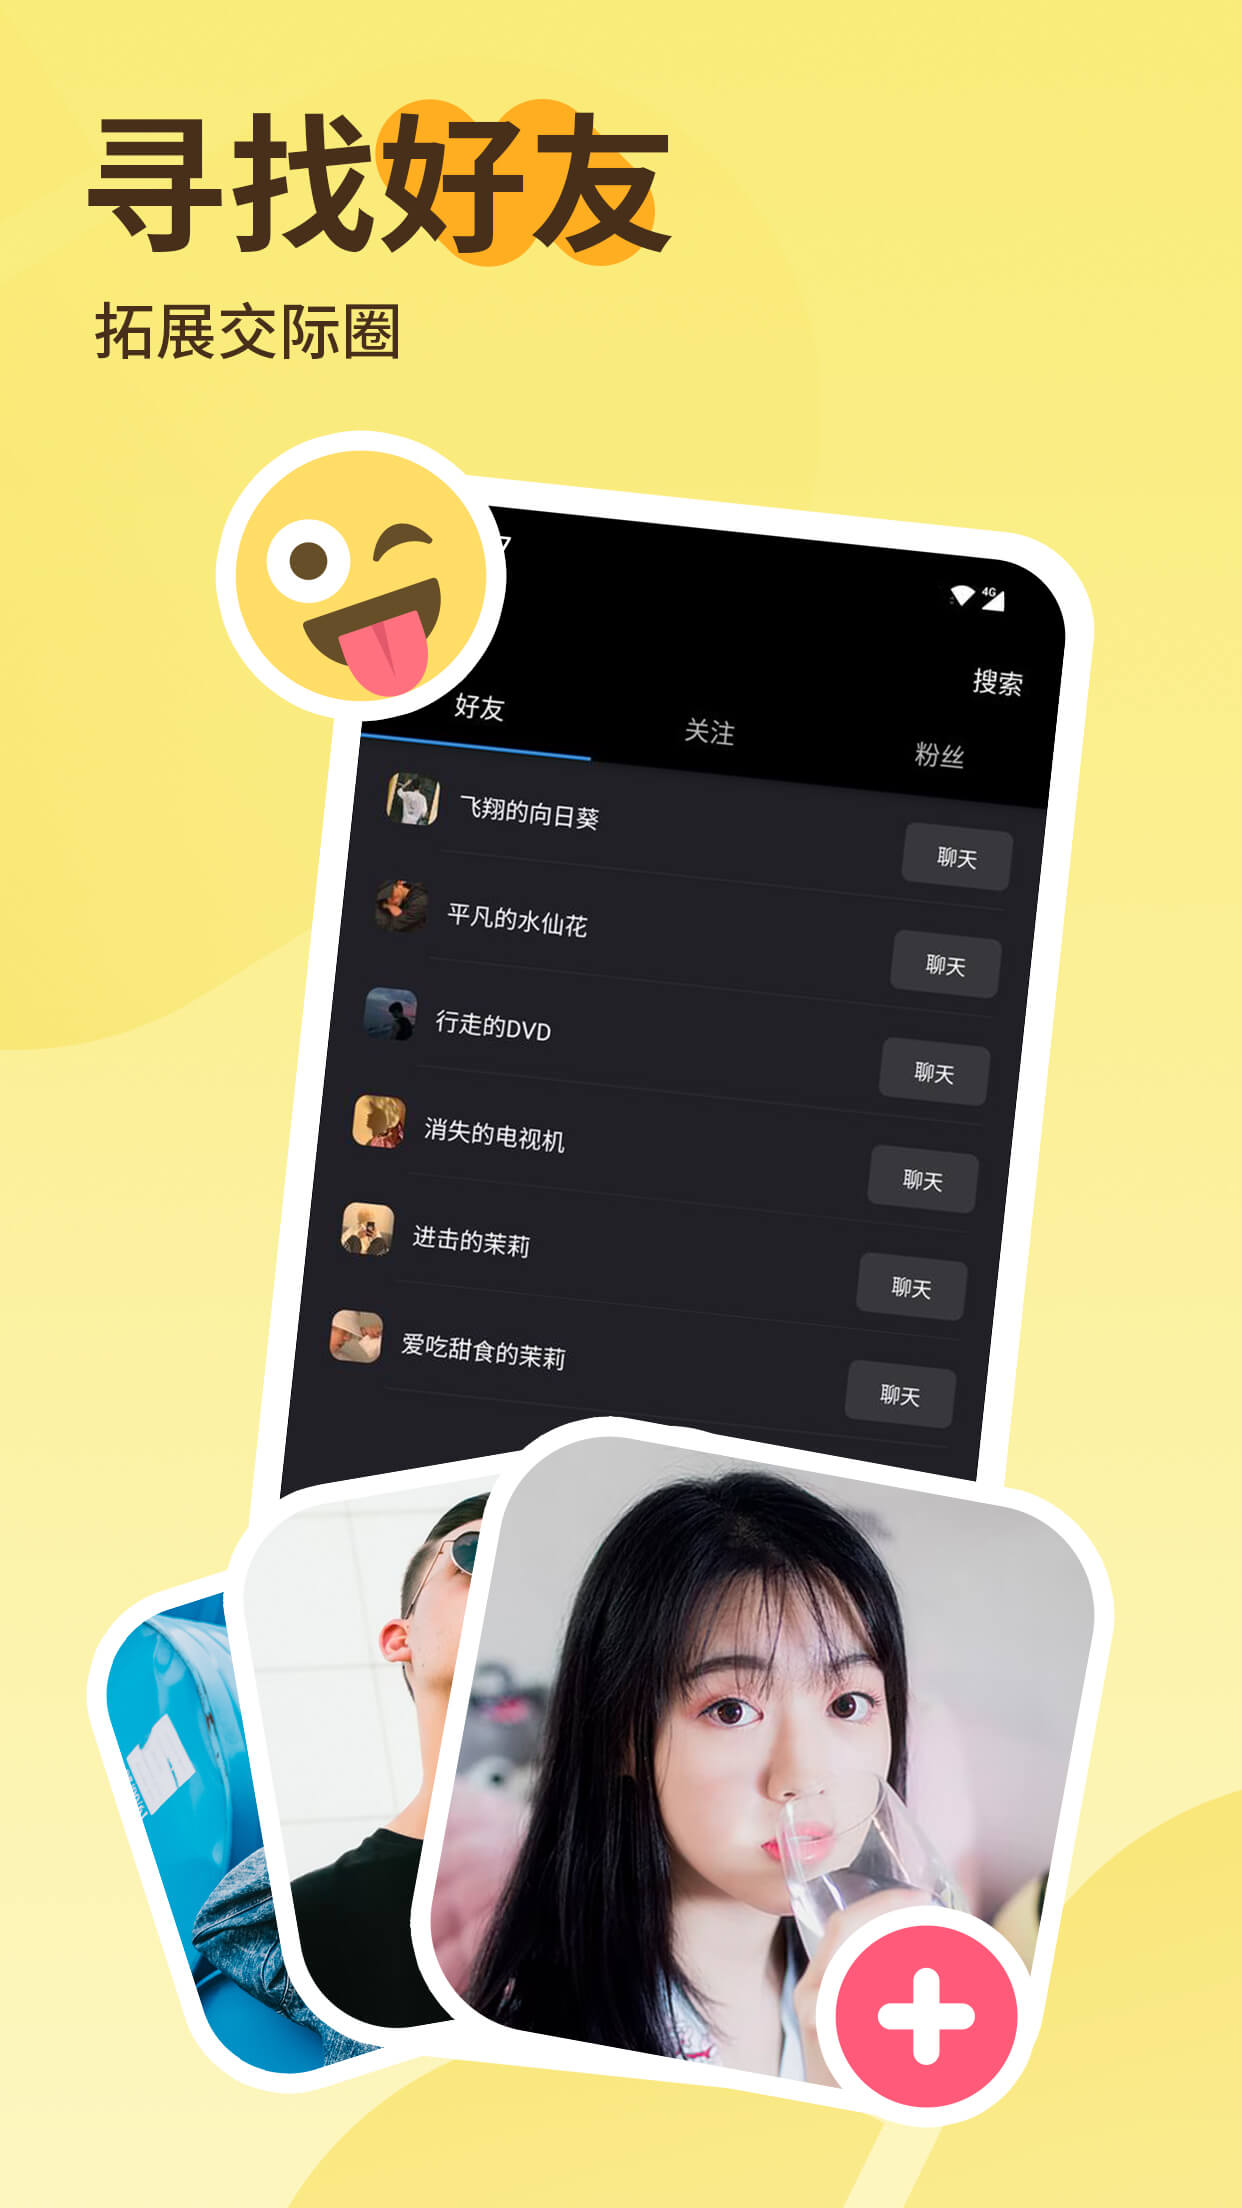 寻找好友
拓展交际圈
4G
搜索
好友
关注
粉丝
飞翔的向日葵
聊天
平凡的水仙花
聊天
行走的DVD
聊天
消失的电视机
聊天
进击的茉莉
聊天
爱吃甜食的茉莉
聊天